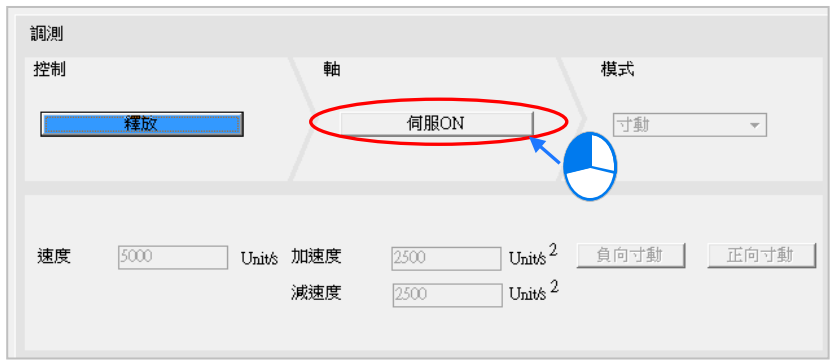 調測
控制
軸
模式
釋放
伺服ON
寸動
速度
5000
Unit/s
加速度
2500
Unit/s 2
負向寸動
正向寸動
減速度
2500
Unit/s 2